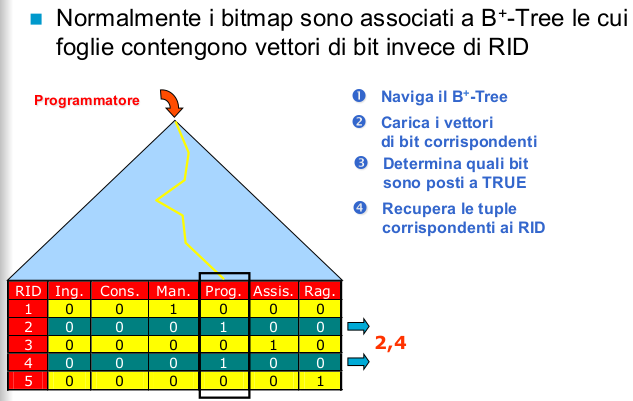 Normalmente i bitmap sono associati a B+-Tree le cui
foglie contengono vettori di bit invece di RID
Programmatore
❶ Naviga il B+-Tree
❷ Carica i vettori
di bit corrispondenti
❸ Determina quali bit
sono posti a TRUE
❹ Recupera le tuple
corrispondenti ai RID
RID Ing. Cons. Man. Prog. Assis. Rag.
1 0 0 1 0 0 0
2 0 0 0 1 0 0
3 0 0 0 0 1 0
4 0 0 0 1 0 0
5 0 0 0 0 0 1
2,4